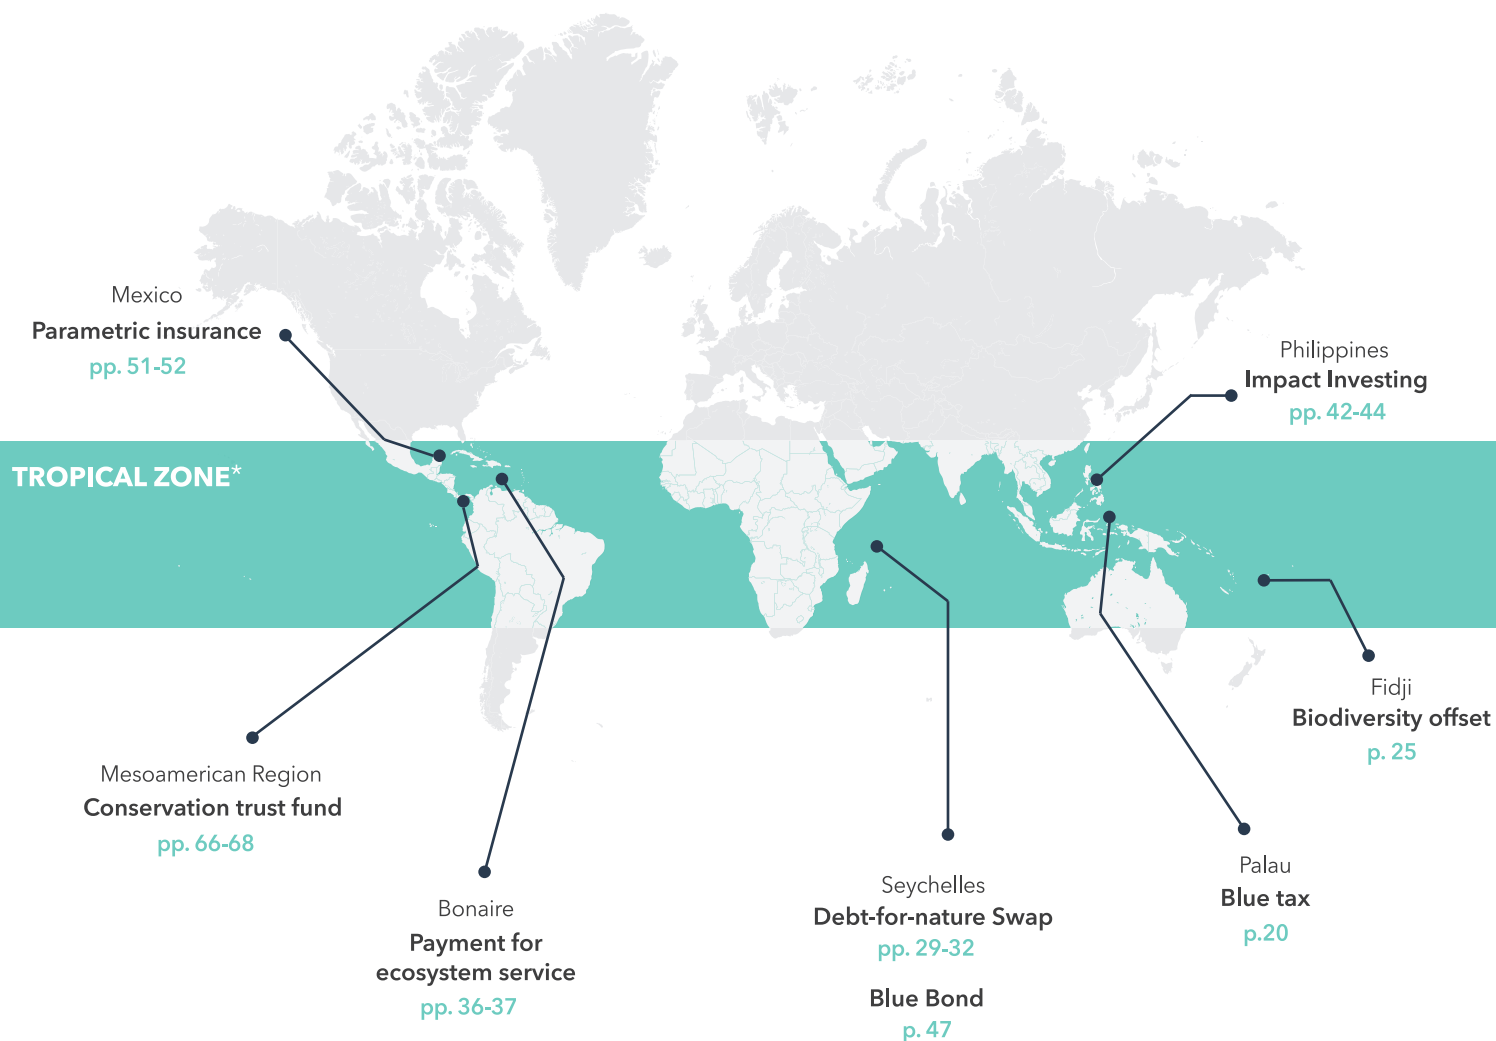 Mexico
Parametric insurance
pp. 51-52
Philippines
Impact Investing
pp. 42-44
TROPICAL ZONE*
Fidji
Biodiversity offset
p. 25
Mesoamerican Region
Conservation trust fund
pp. 66-68
Bonaire
Payment for
ecosystem service
pp. 36-37
Seychelles
Debt-for-nature Swap
pp. 29-32
Blue Bond
p. 47
Palau
Blue tax
p.20